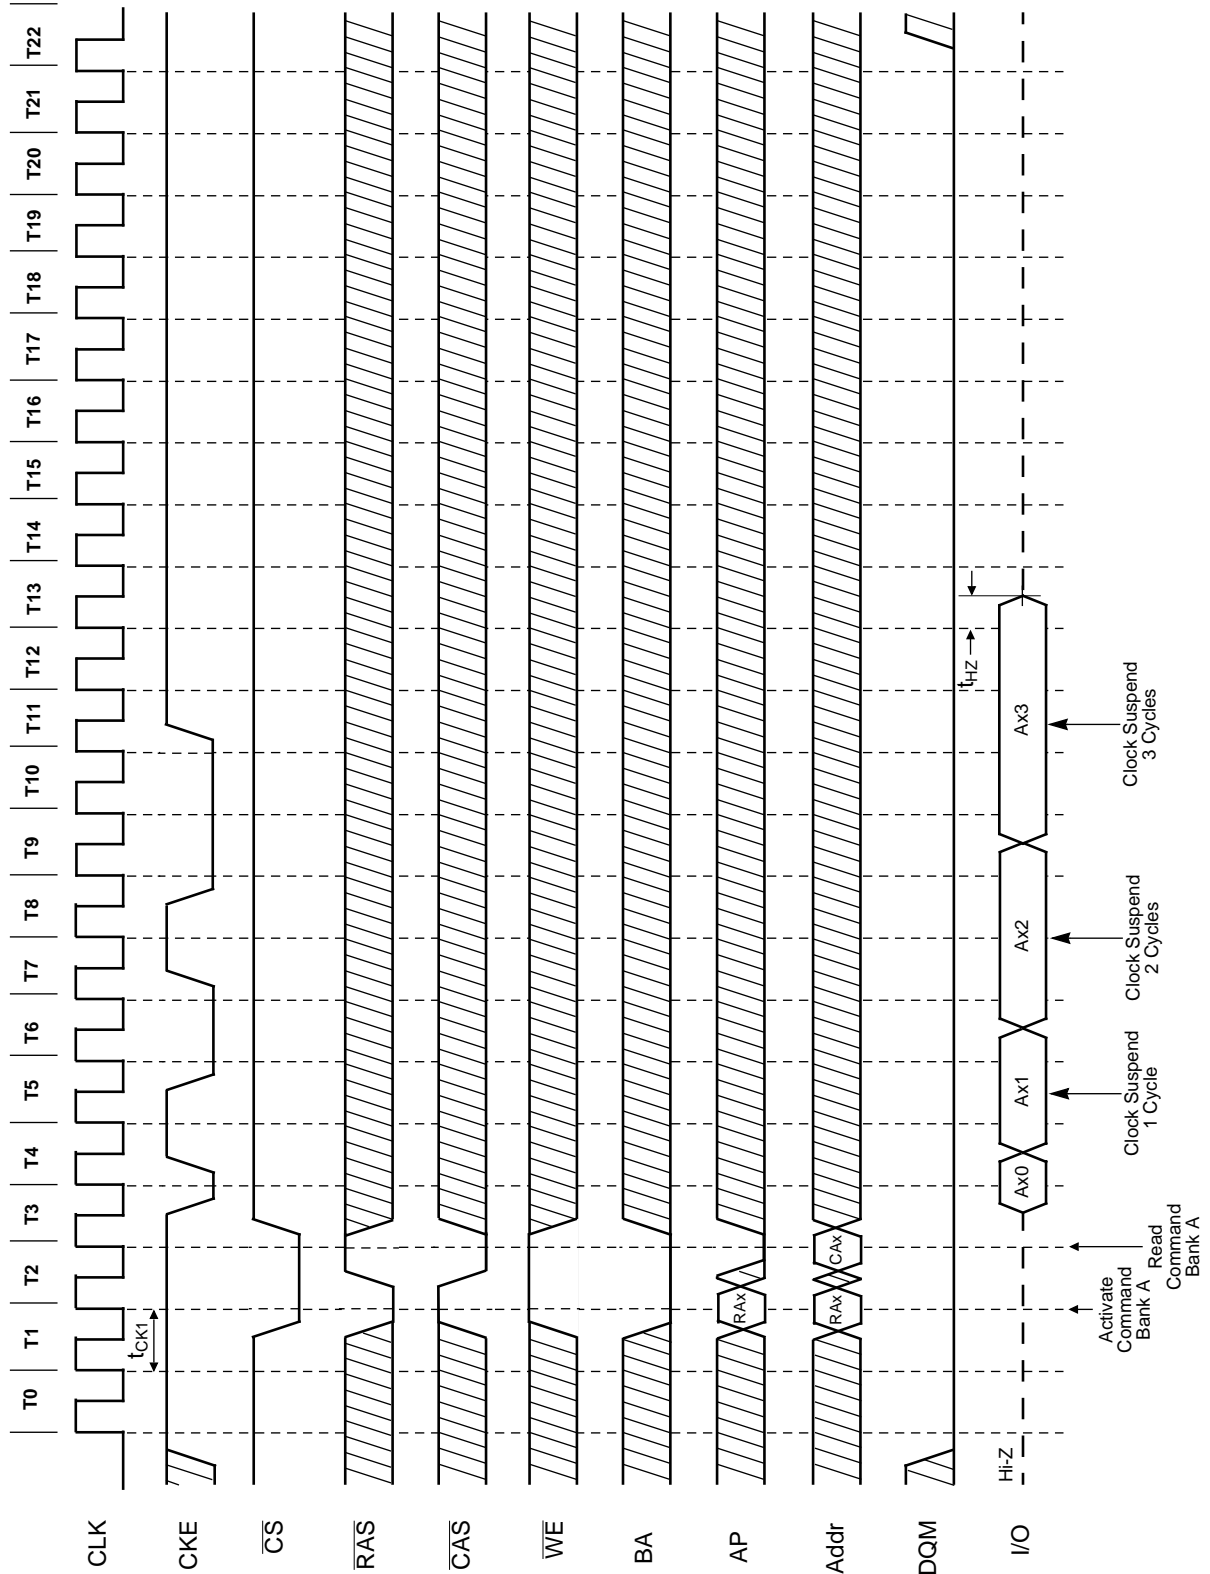 T0 T1 T2 T3 T4 T5 T6 T7 T8 T9 T10 T11 T12 T13 T14 T15 T16 T17 T18 T19 T20 T21 T22
CLK
tCK1
CKE
CS
RAS
CAS
WE
BA
AP
RAx
Addr
RAx CAx
DQM
tHZ
I/O
Hi-Z
Ax0 Ax1 Ax2 Ax3
Activate
Command
Bank A
Read
Command
Bank A
Clock Suspend
1 Cycle
Clock Suspend
2 Cycles
Clock Suspend
3 Cycles